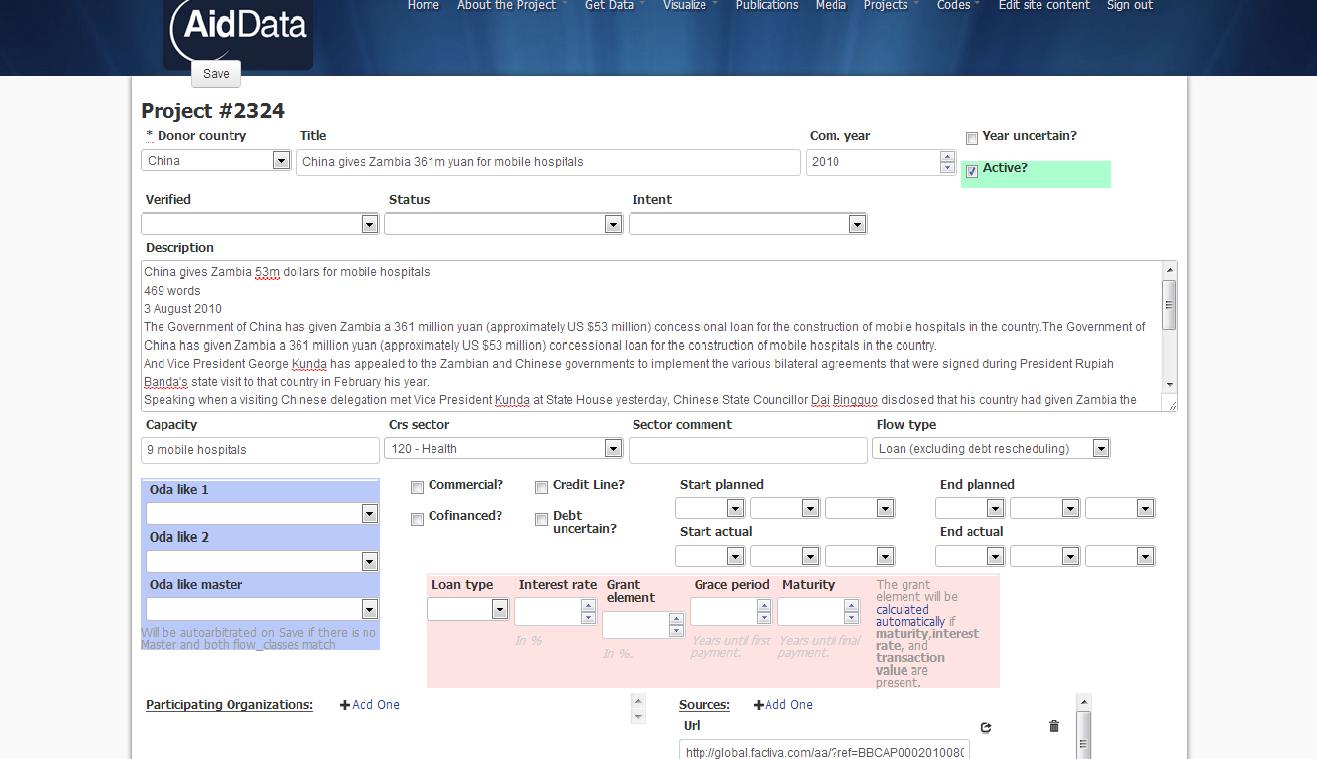 Home About the Project Get Data Visualize Publications Media Projects Codes Edit site content Sign out
AidData
Save
Project #2324
* Donor country Title Com. year Year uncertain?
China China gives Zambia 361m yuan for mobile hospitals 2010
Active?
Verified Status Intent
Description
China gives Zambia 53m dollars for mobile hospitals
469 words
3 August 2010
The Government of China has given Zambia a 361 million yuan (approximately US $53 million) concessional loan for the construction of mobile hospitals in the country.The Government of
China has given Zambia a 361 million yuan (approximately US $53 million) concessional loan for the construction of mobile hospitals in the country.
And Vice President George Kunda has appealed to the Zambian and Chinese governments to implement the various bilateral agreements that were signed during President Rupiah
Banda's state visit to that country in February his year.
Speaking when a visiting Chinese delegation met Vice President Kunda at State House yesterday, Chinese State Councillor Dai Bingguo disclosed that his country had given Zambia the
Capacity Crs sector Sector comment Flow type
9 mobile hospitals 120 - Health Loan (excluding debt rescheduling)
Oda like 1 Commercial? Credit Line? Start planned End planned
Cofinanced? Debt uncertain? Start actual End actual
Oda like 2
Oda like master
Will be autoarbitrated on Save if there is no
Master and both flow_classes match
Loan type Interest rate Grant element Grace period Maturity
In % In %. Years until first payment. Years until final payment.
The grant
element will be
calcuated
automatically if
maturity,interest
rate, and
transaction
value are
present.
Participating Organizations: Add One Sources: Add One
Url
http://global.factiva.com/aa/?ref=BBCAP0002010080